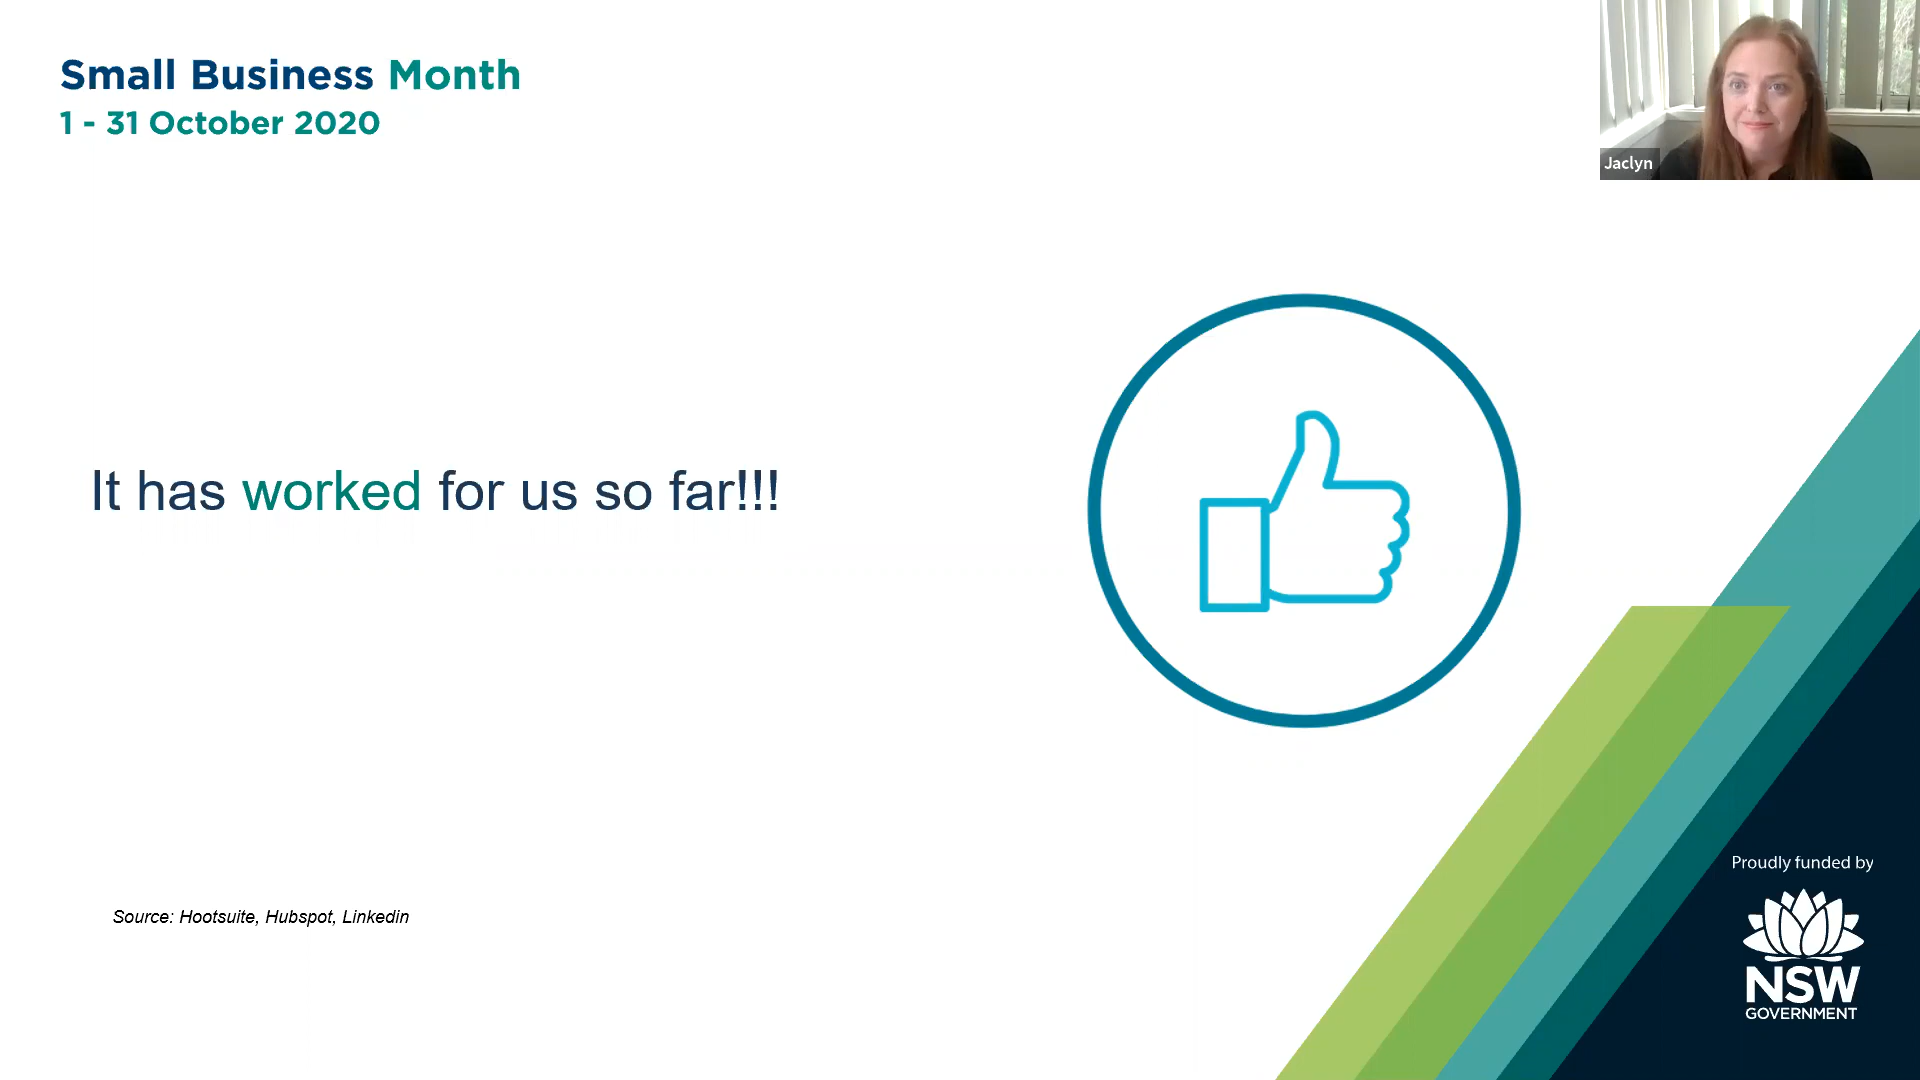 Small Business Month
1 - 31 October 2020
Jaclyn
It has worked for us so far!!!
Source: Hootsuite, Hubspot, Linkedin
Proudly funded by
NSW
GOVERNMENT